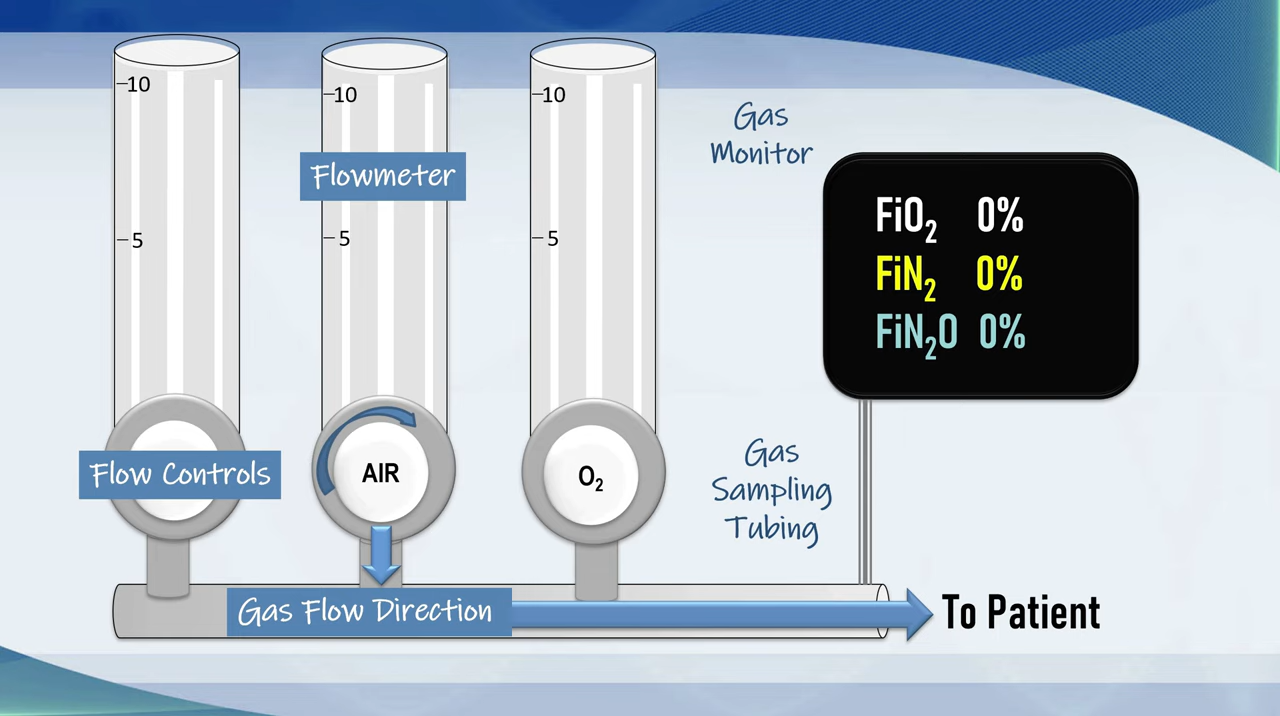 10
10
10
Gas
Monitor
Flowmeter
FiO₂ 0%
FiN₂ 0%
FiN₂O 0%
5
5
5
Flow Controls
AIR
O₂
Gas
Sampling
Tubing
Gas Flow Direction
To Patient